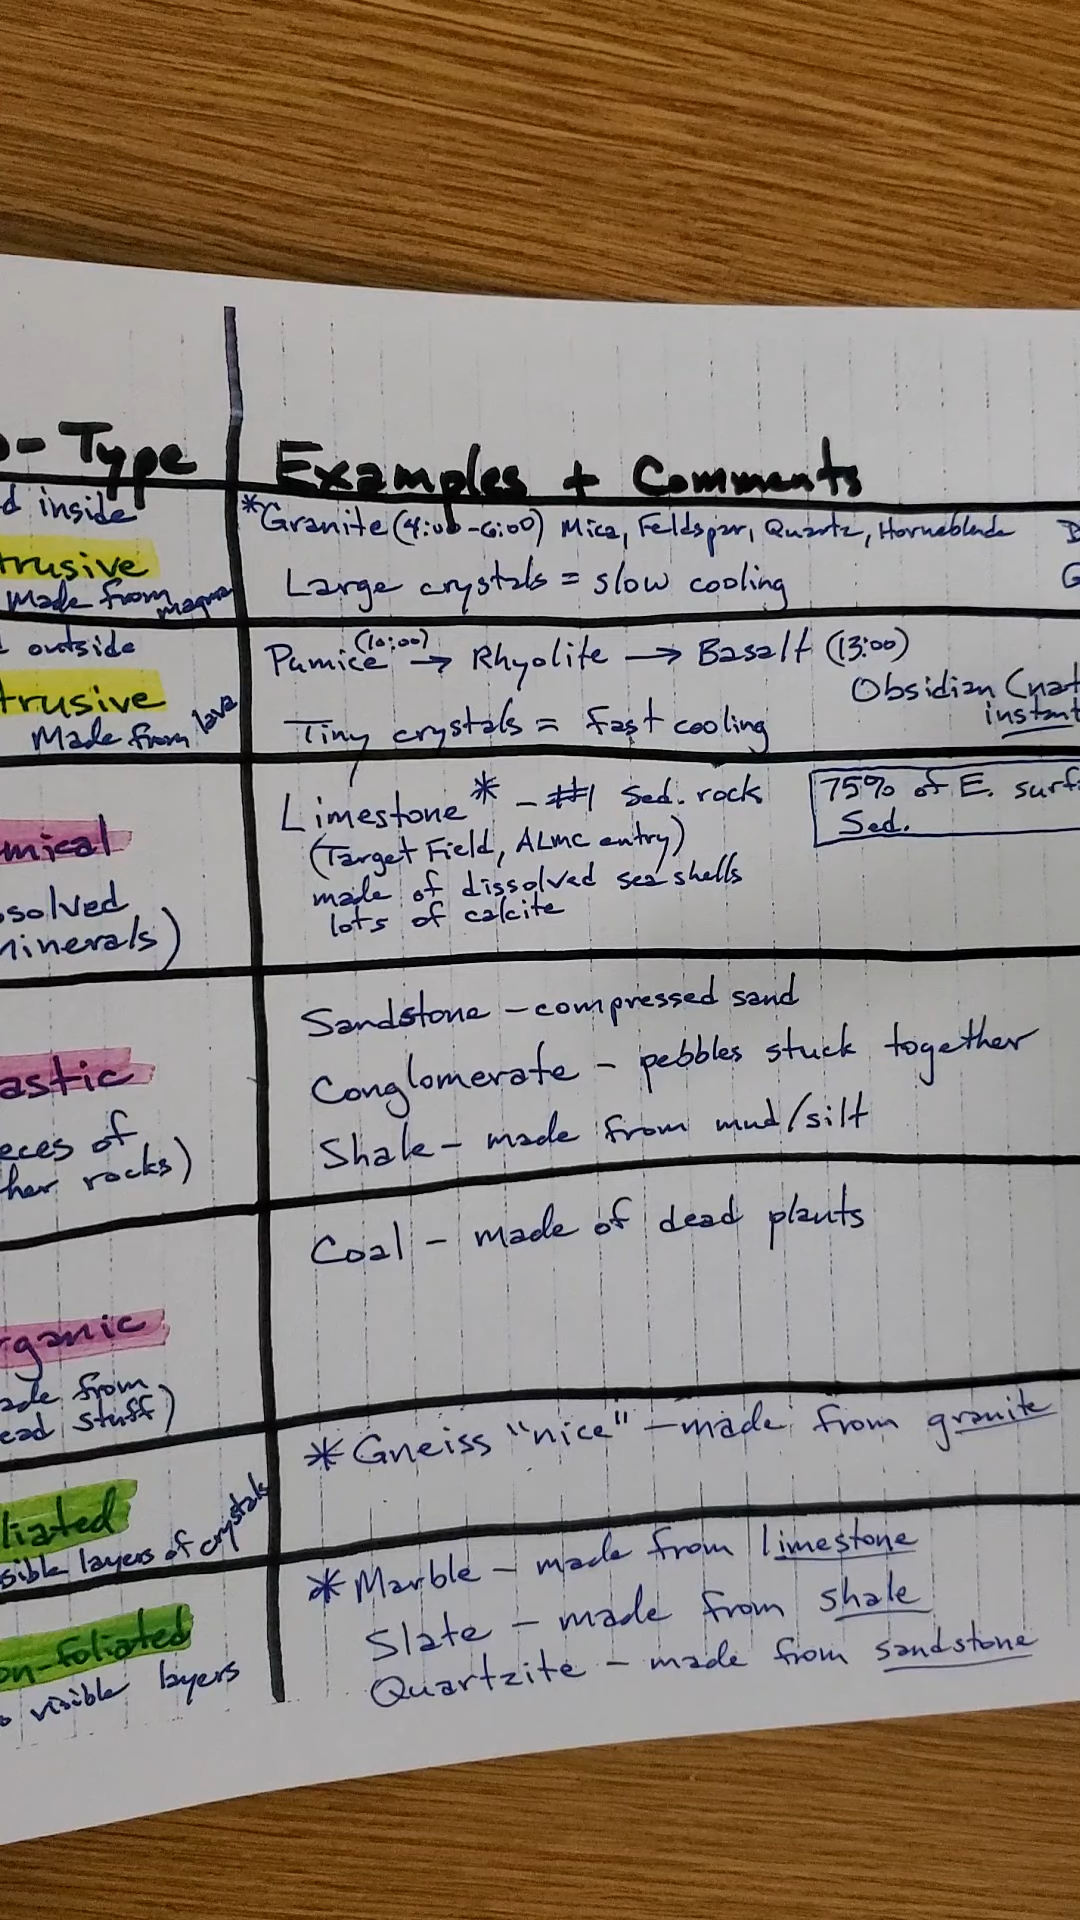 -Type
Examples + Comments
d inside
trusive
made from magma
*Granite (4:00-6:00) Mica, Feldspar, Quartz, Horneblende
Large crystals = slow cooling
outside
trusive
Made from lava
Pumice (10:00) → Rhyolite → Basalt (13:00)
Obsidian (nat
instant
Tiny crystals = fast cooling
mical
ssolved
minerals)
Limestone * - #1 Sed. rock
(Target Field, ALMC entry)
made of dissolved sea shells
lots of calcite
75% of E. surf
Sed.
astic
eces of
her rocks)
Sandstone - compressed sand
Conglomerate - pebbles stuck together
Shale - made from mud/silt
rganic
ade from
ead stuff)
Coal - made of dead plants
liated
sible layers of crystals
* Gneiss "nice" - made from granite
on-foliated
o visible layers
* Marble - made from limestone
Slate - made from shale
Quartzite - made from sandstone